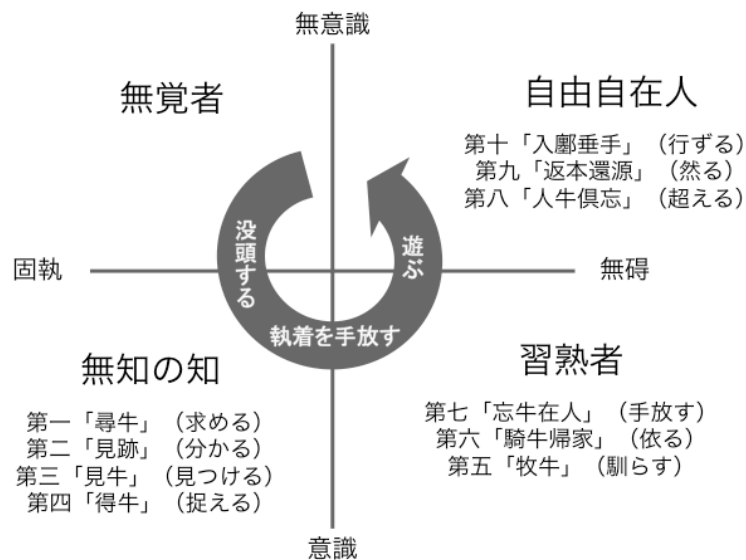 無意識
無覚者
自由自在人
第十「入鄽垂手」（行ずる）
第九「返本還源」（然る）
第八「人牛倶忘」（超える）
没頭する
遊ぶ
執着を手放す
固執
無碍
無知の知
第一「尋牛」（求める）
第二「見跡」（分かる）
第三「見牛」（見つける）
第四「得牛」（捉える）
習熟者
第七「忘牛在人」（手放す）
第六「騎牛帰家」（依る）
第五「牧牛」（馴らす）
意識